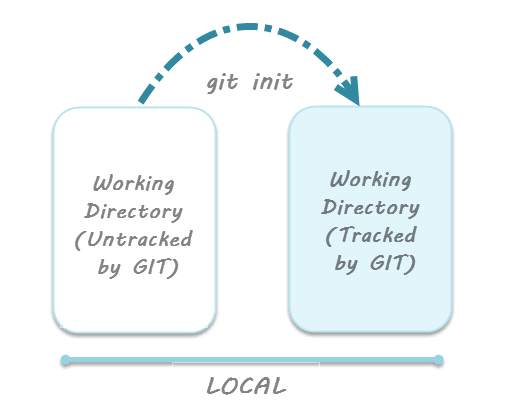 git init
Working
Directory
(Untracked
by GIT)
Working
Directory
(Tracked
by GIT)
LOCAL